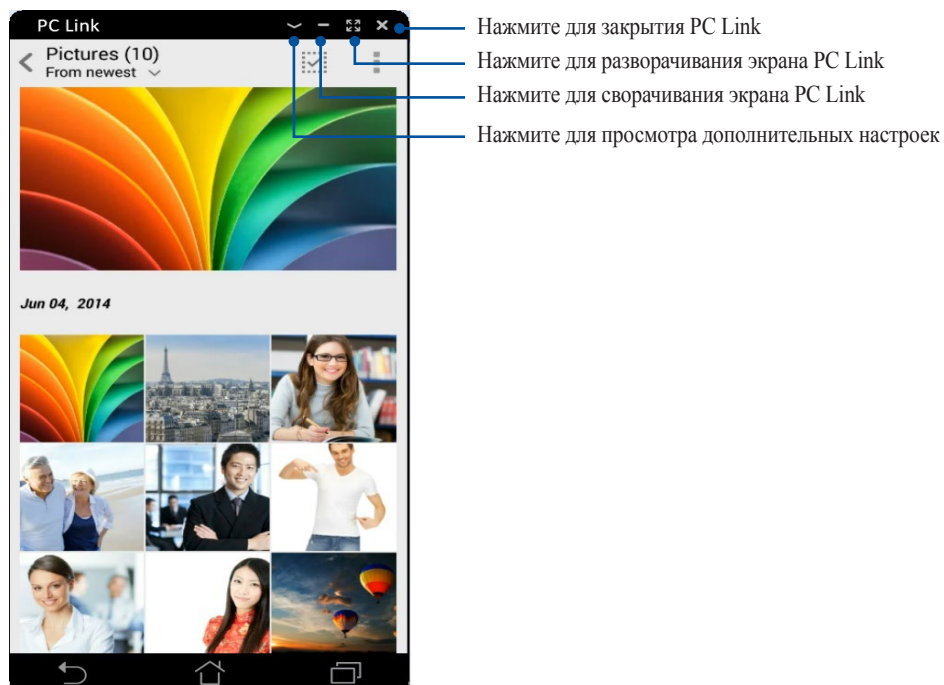 PC Link
Нажмите для закрытия PC Link
Pictures (10)
From newest
Нажмите для разворачивания экрана PC Link
Нажмите для сворачивания экрана PC Link
Нажмите для просмотра дополнительных настроек
Jun 04, 2014